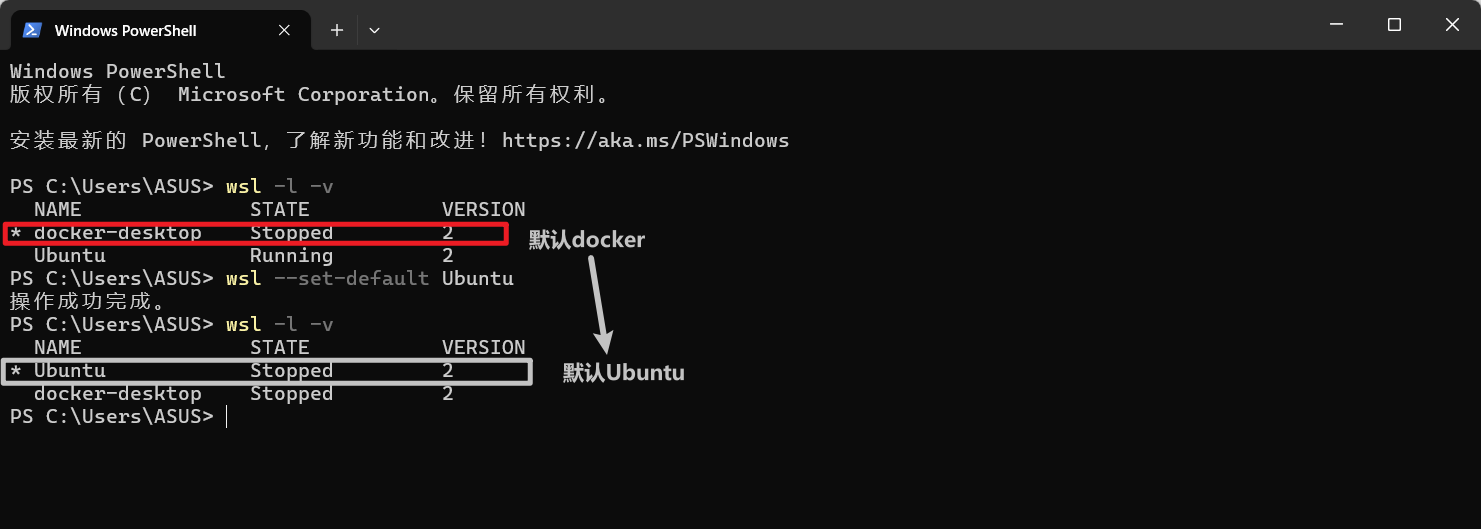 Windows PowerShell
Windows PowerShell
版权所有（C） Microsoft Corporation。保留所有权利。
安装最新的 PowerShell，了解新功能和改进！https://aka.ms/PSWindows
PS C:\Users\ASUS> wsl -l -v
NAME STATE VERSION
* docker-desktop Stopped 2
默认docker
Ubuntu Running 2
PS C:\Users\ASUS> wsl --set-default Ubuntu
操作成功完成。
PS C:\Users\ASUS> wsl -l -v
NAME STATE VERSION
* Ubuntu Stopped 2
默认Ubuntu
docker-desktop Stopped 2
PS C:\Users\ASUS>